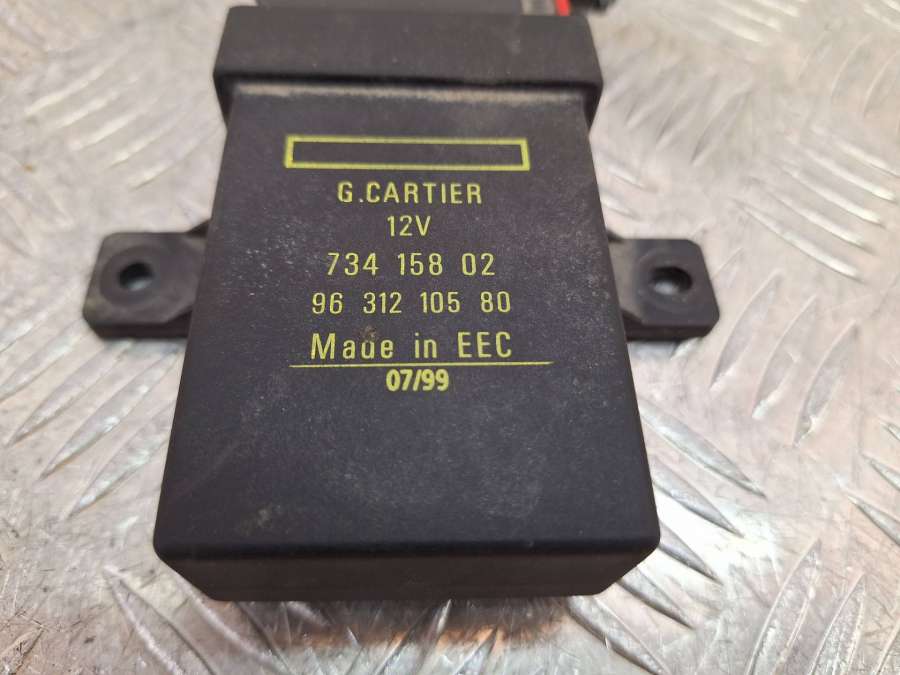 G.CARTIER
12V
734 158 02
96 312 105 80
Made in EEC
07/99